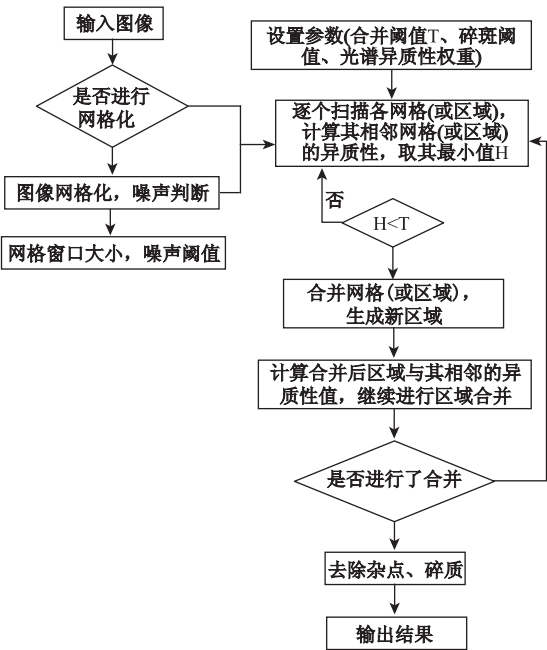 输入图像
是否进行
网格化
图像网格化，噪声判断
网格窗口大小，噪声阈值
设置参数(合并阈值T、碎斑阈
值、光谱异质性权重)
逐个扫描各网格(或区域)，
计算其相邻网格(或区域)
的异质性，取其最小值H
否
H<T
合并网格(或区域)，
生成新区域
计算合并后区域与其相邻的异
质性值，继续进行区域合并
是否进行了合并
去除杂点、碎质
输出结果